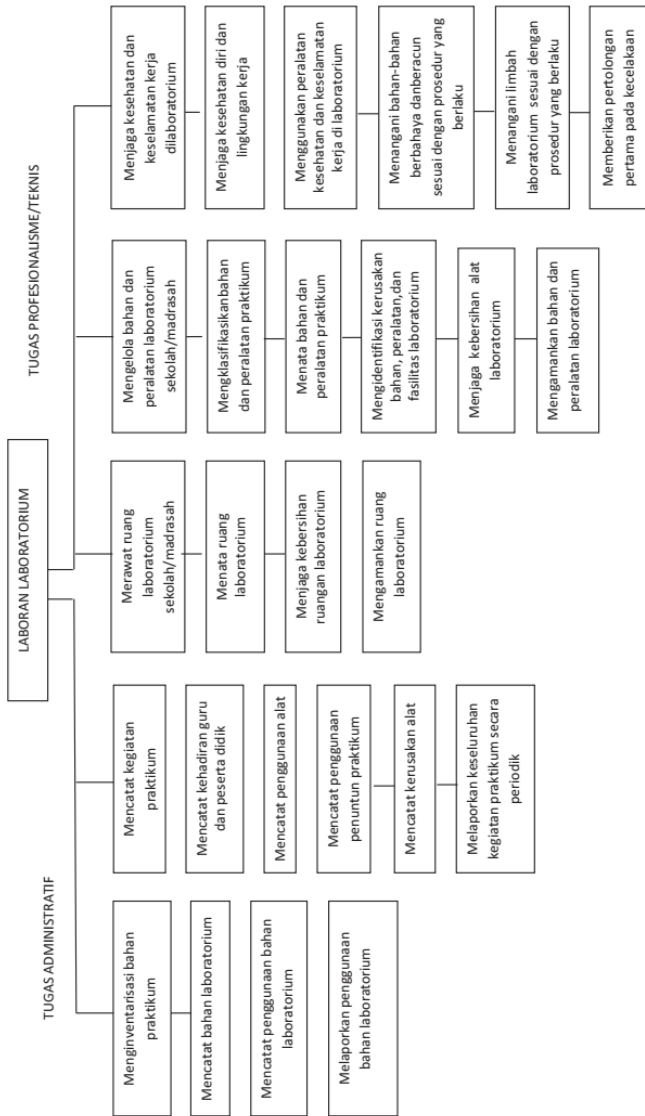 LABORAN LABORATORIUM
TUGAS ADMINISTRATIF
TUGAS PROFESIONALISME/TEKNIS
Menginventarisasi bahan
praktikum
Mencatat bahan laboratorium
Mencatat penggunaan bahan
laboratorium
Melaporkan penggunaan
bahan laboratorium
Mencatat kegiatan
praktikum
Mencatat kehadiran guru
dan peserta didik
Mencatat penggunaan alat
Mencatat penggunaan
penuntun praktikum
Mencatat kerusakan alat
Melaporkan keseluruhan
kegiatan praktikum secara
periodik
Merawat ruang
laboratorium
sekolah/madrasah
Menata ruang
laboratorium
Menjaga kebersihan
ruangan laboratorium
Mengamankan ruang
laboratorium
Mengelola bahan dan
peralatan laboratorium
sekolah/madrasah
Mengklasifikasikanbahan
dan peralatan praktikum
Menata bahan dan
peralatan praktikum
Mengidentifikasi kerusakan
bahan, peralatan,dan
fasilitas laboratorium
Menjaga kebersihan alat
laboratorium
Mengamankan bahan dan
peralatan laboratorium
Menjaga kesehatan dan
keselamatan kerja
dilaboratorium
Menjaga kesehatan diri dan
lingkungan kerja
Menggunakan peralatan
kesehatan dan keselamatan
kerja di laboratorium
Menangani bahan-bahan
berbahaya danberacun
sesuai dengan prosedur yang
berlaku
Menangani limbah
laboratorium sesuai dengan
prosedur yang berlaku
Memberikan pertolongan
pertama pada kecelakaan